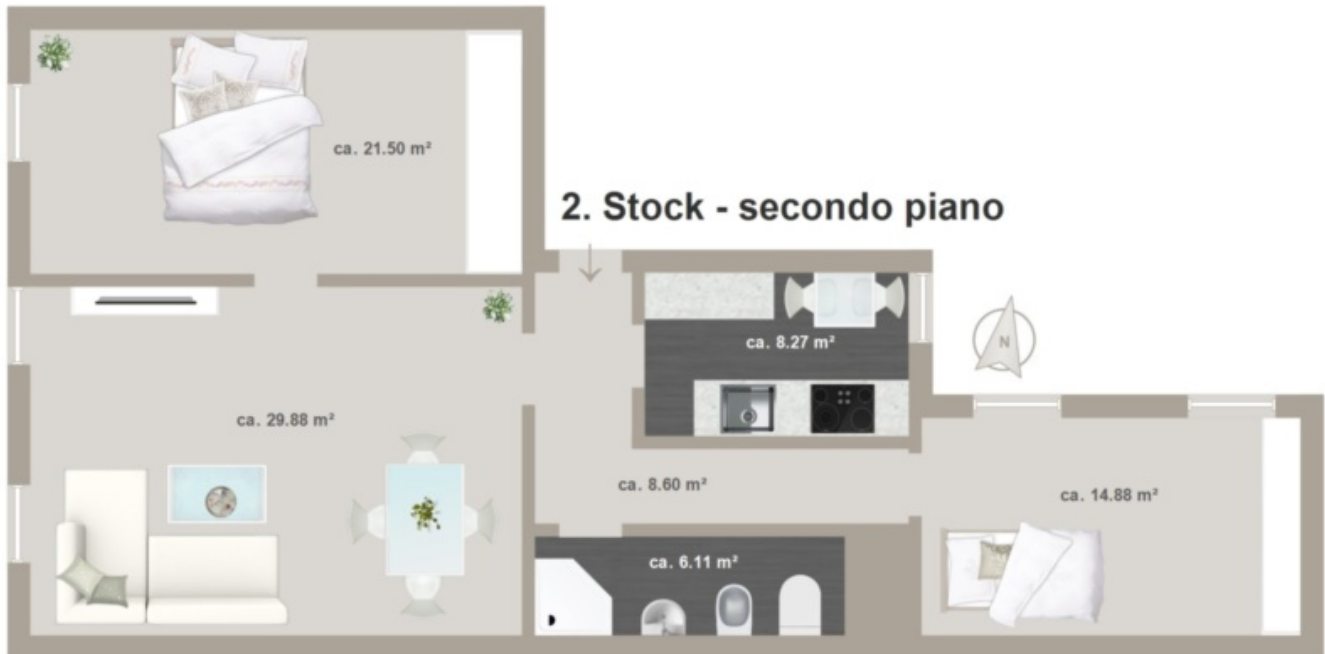 ca. 21.50 m²
2. Stock - secondo piano
ca. 8.27 m²
N
ca. 29.88 m²
ca. 8.60 m²
ca. 14.88 m²
ca. 6.11 m²